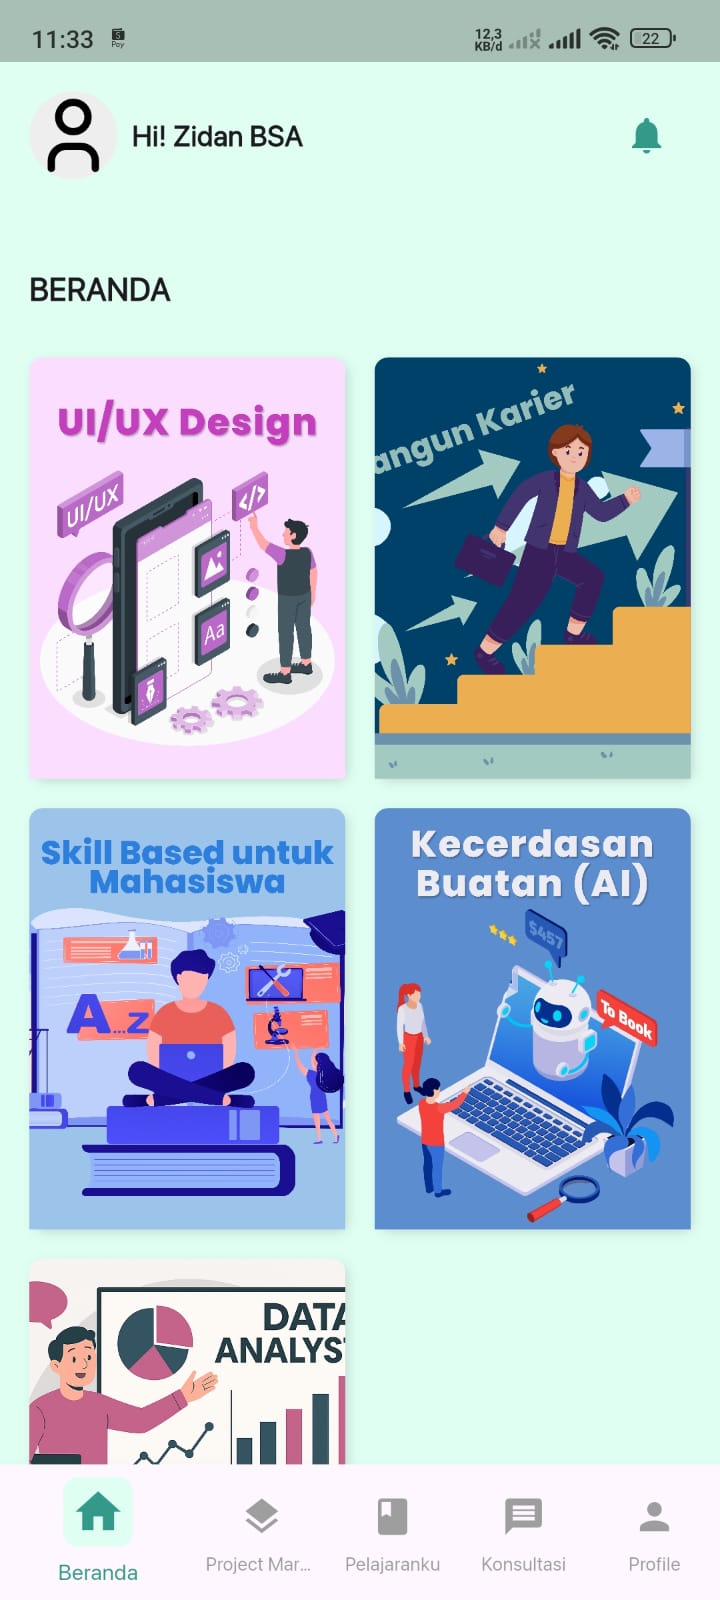 11:33
S
Pay
12,3
KB/d
22
Hi! Zidan BSA
BERANDA
UI/UX Design
UI/UX
</>
Aa
angun Karier
Skill Based untuk
Mahasiswa
A...z
Kecerdasan
Buatan (AI)
$457
To Book
DATA
ANALYS
Beranda
Project Mar...
Pelajaranku
Konsultasi
Profile